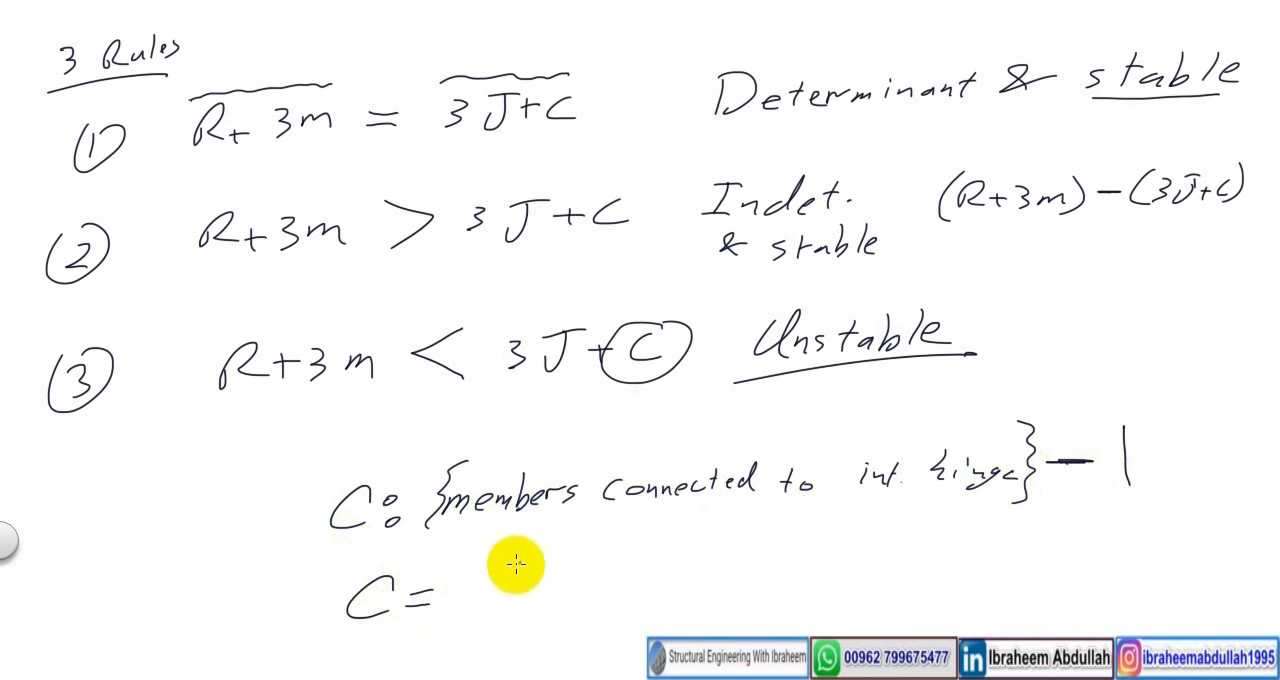 3 Rules
① R+ 3m = 3J+C Determinant & stable
② R+3m > 3J+C Indet. (R+3m)-(3J+C)
& stable
③ R+3m < 3J+C Unstable
C: {members connected to int. hinge} - 1
C=
Structural Engineering With Ibraheem 00962 799675477 in Ibraheem Abdullah ibraheemabdullah1995